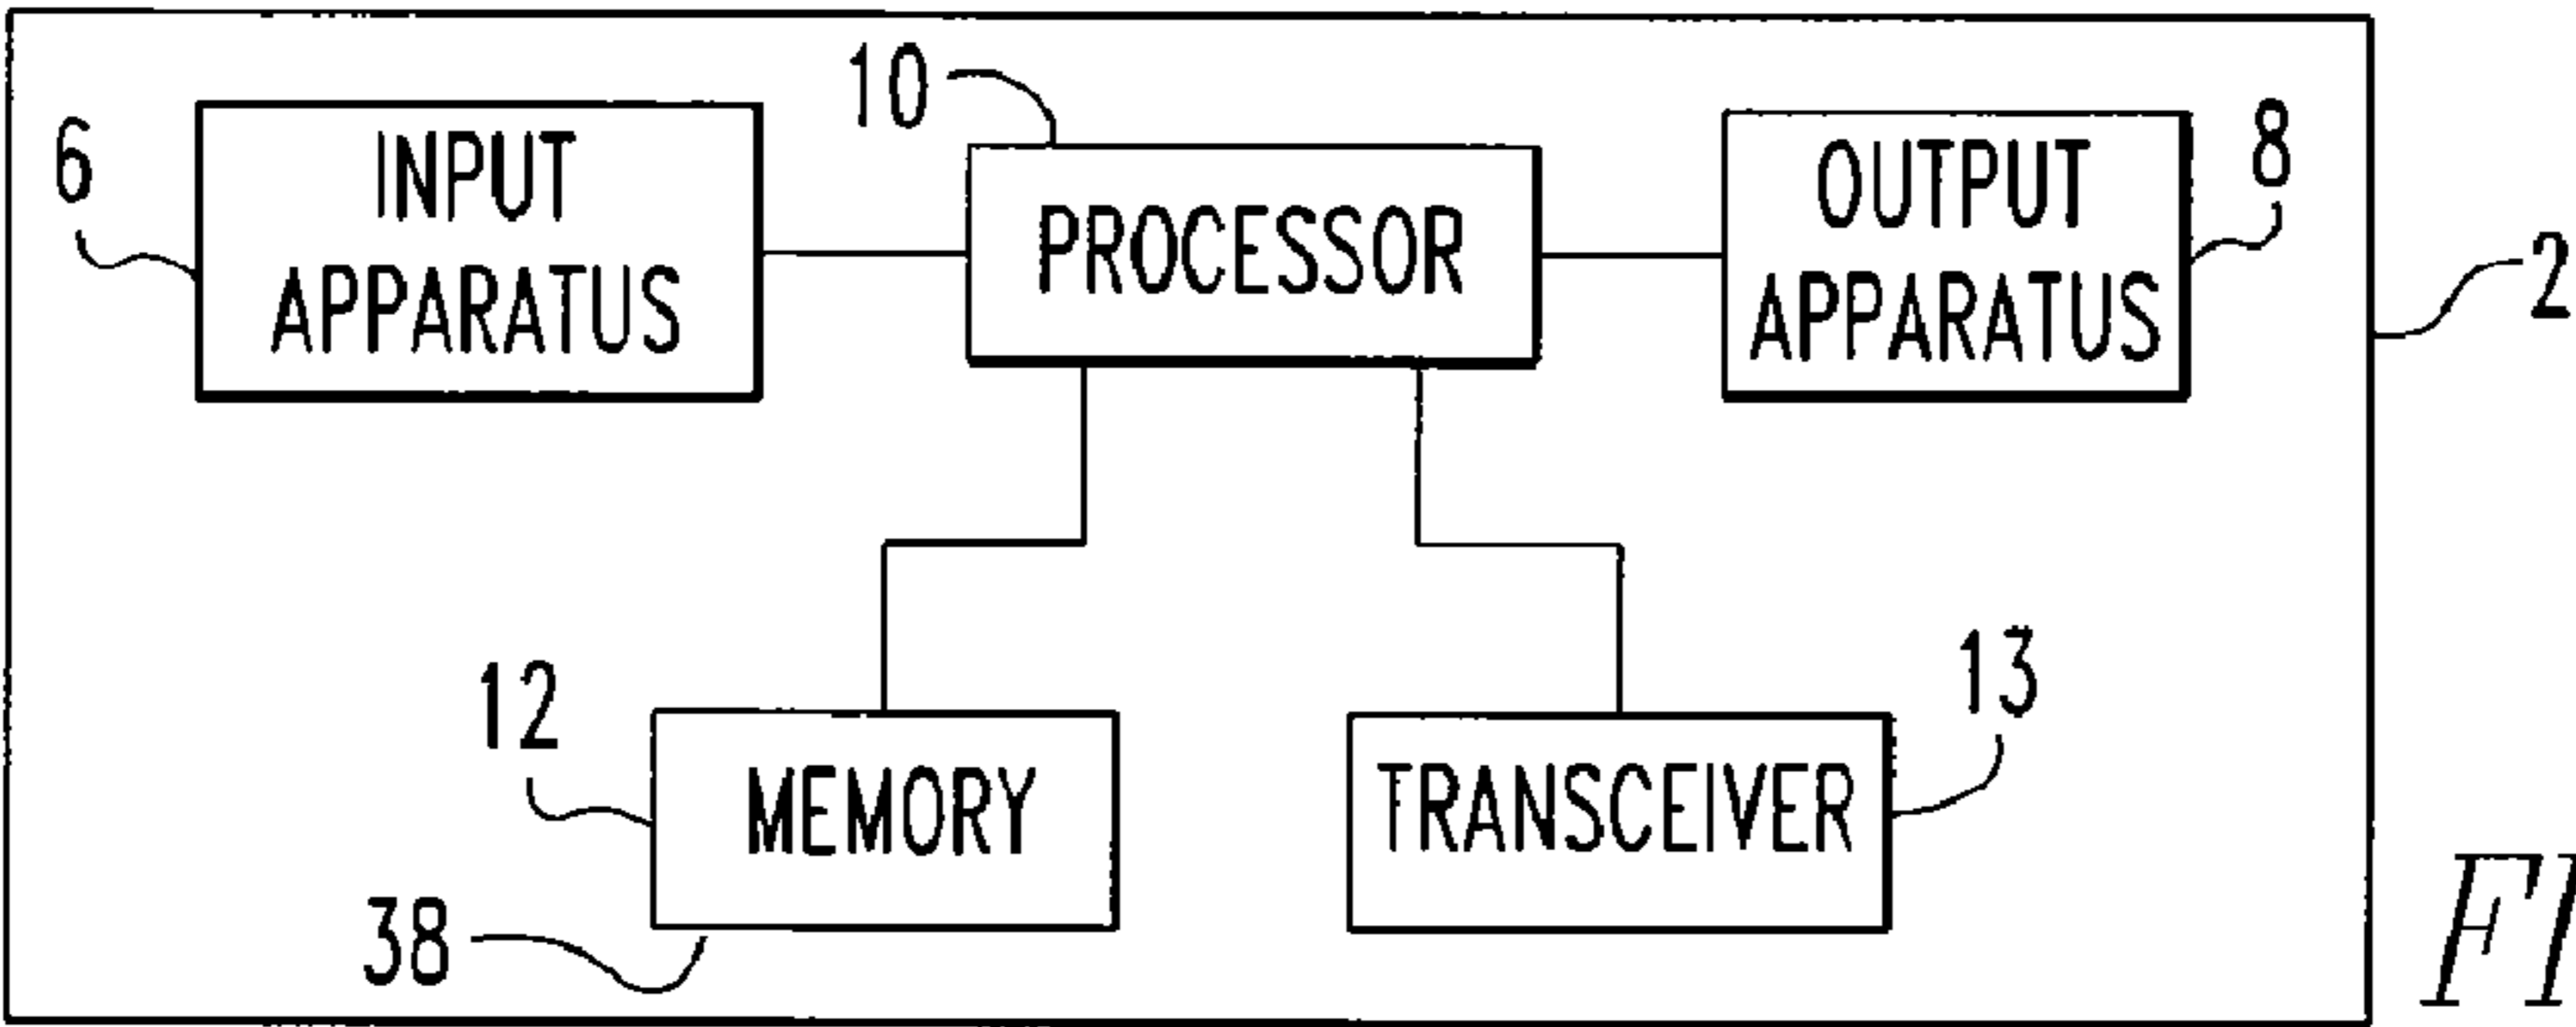 10
6
INPUT
APPARATUS
PROCESSOR
OUTPUT
APPARATUS
8
2
12
MEMORY
38
TRANSCEIVER
13